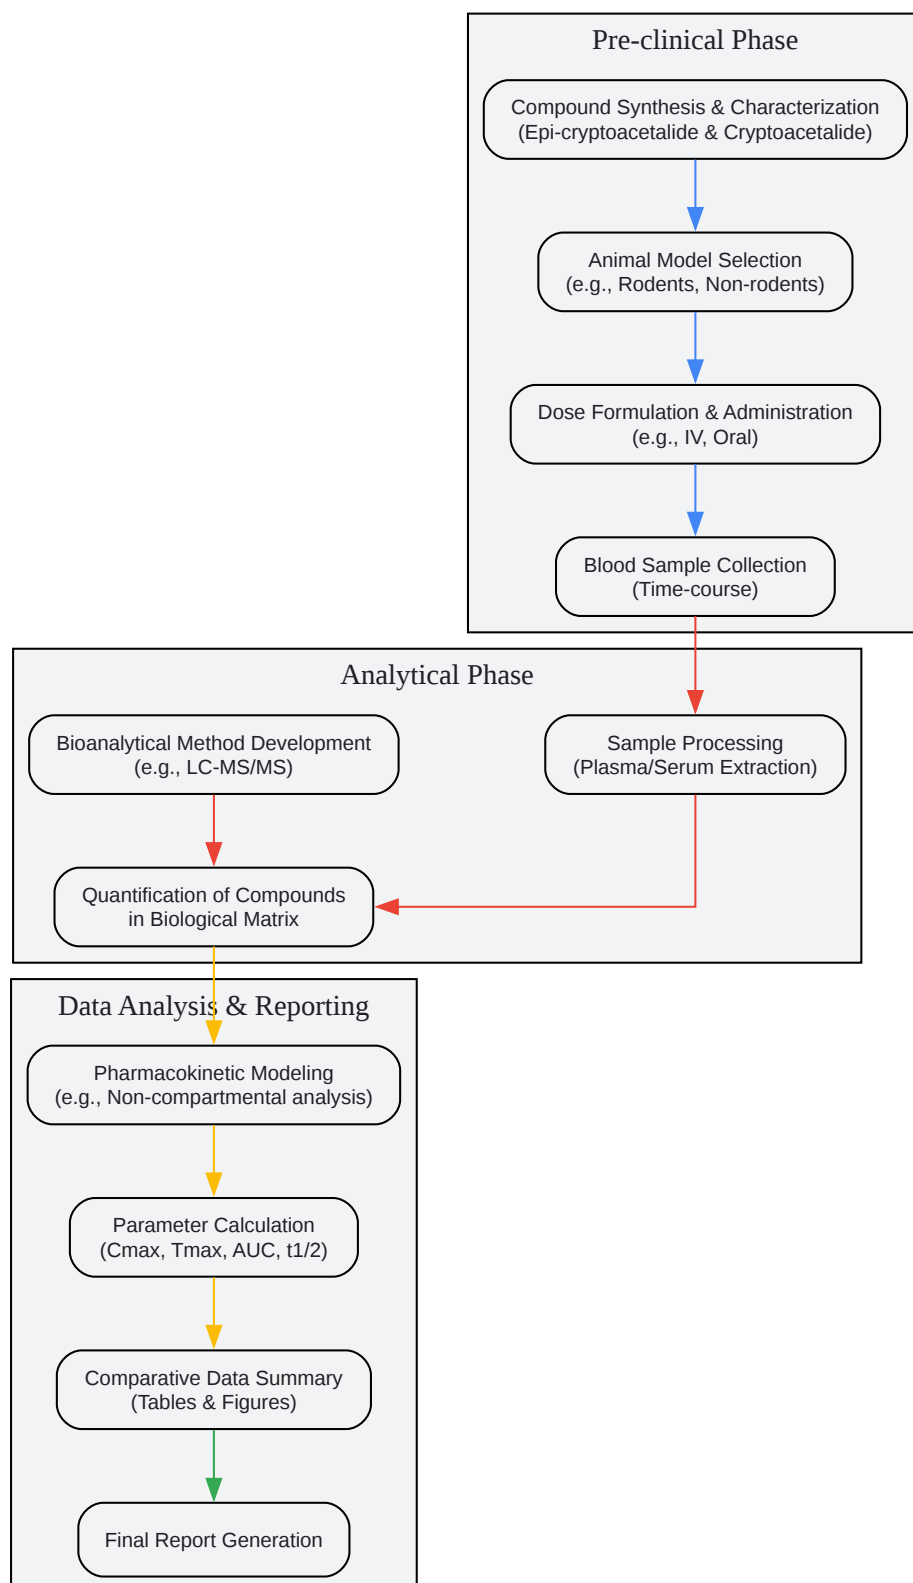 Pre-clinical Phase
Compound Synthesis & Characterization
(Epi-cryptoacetalide & Cryptoacetalide)
Animal Model Selection
(e.g., Rodents, Non-rodents)
Dose Formulation & Administration
(e.g., IV, Oral)
Blood Sample Collection
(Time-course)
Analytical Phase
Bioanalytical Method Development
(e.g., LC-MS/MS)
Sample Processing
(Plasma/Serum Extraction)
Quantification of Compounds
in Biological Matrix
Data Analysis & Reporting
Pharmacokinetic Modeling
(e.g., Non-compartmental analysis)
Parameter Calculation
(Cmax, Tmax, AUC, t1/2)
Comparative Data Summary
(Tables & Figures)
Final Report Generation